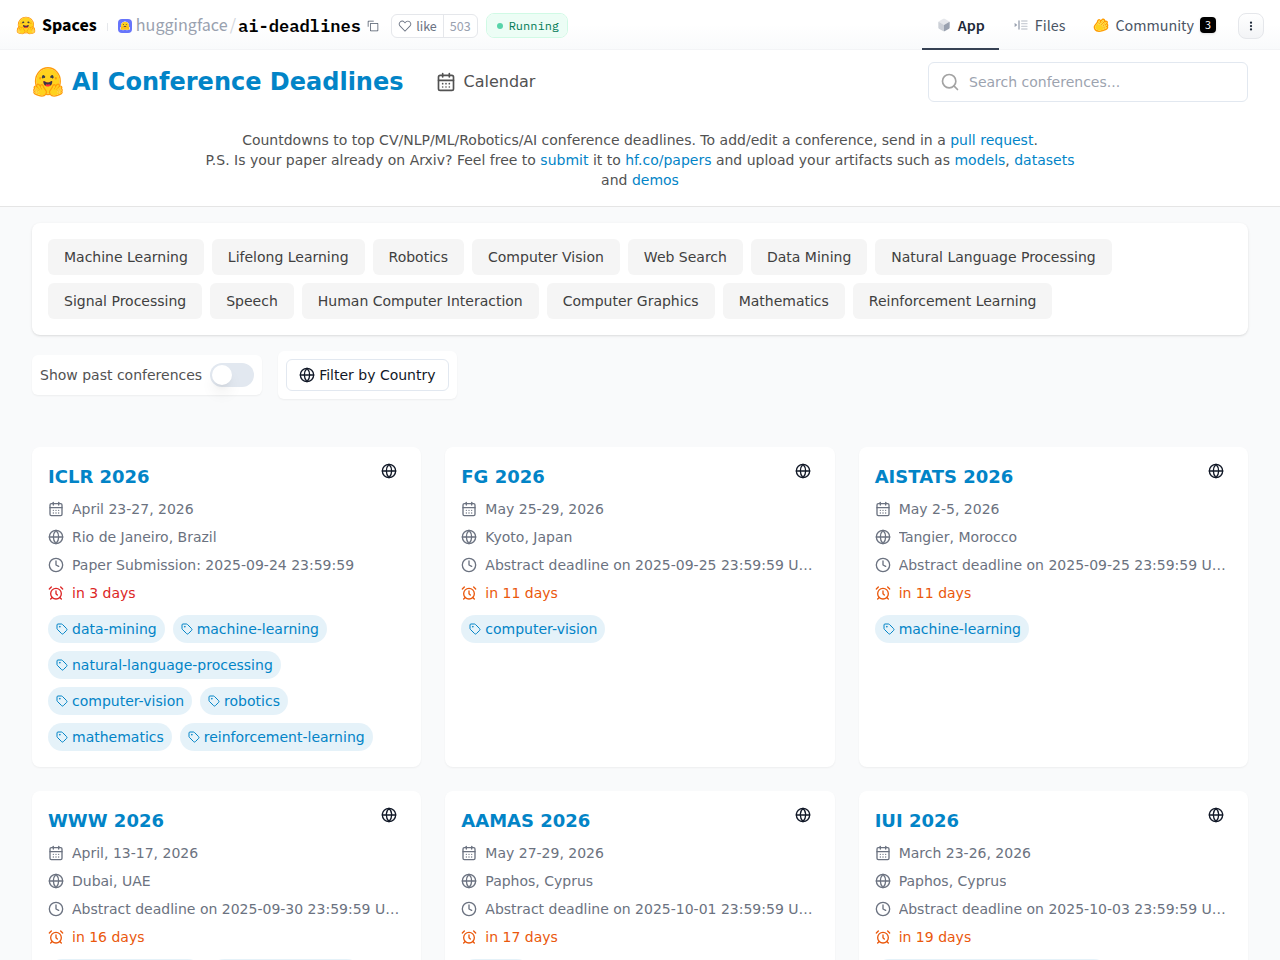 Spaces
huggingface/ai-deadlines
like 503
Running
App
Files
Community 3
AI Conference Deadlines
Calendar
Search conferences...
Countdowns to top CV/NLP/ML/Robotics/AI conference deadlines. To add/edit a conference, send in a pull request.
P.S. Is your paper already on Arxiv? Feel free to submit it to hf.co/papers and upload your artifacts such as models, datasets
and demos
Machine Learning
Lifelong Learning
Robotics
Computer Vision
Web Search
Data Mining
Natural Language Processing
Signal Processing
Speech
Human Computer Interaction
Computer Graphics
Mathematics
Reinforcement Learning
Show past conferences
Filter by Country
ICLR 2026
April 23-27, 2026
Rio de Janeiro, Brazil
Paper Submission: 2025-09-24 23:59:59
in 3 days
data-mining
machine-learning
natural-language-processing
computer-vision
robotics
mathematics
reinforcement-learning
FG 2026
May 25-29, 2026
Kyoto, Japan
Abstract deadline on 2025-09-25 23:59:59 U...
in 11 days
computer-vision
AISTATS 2026
May 2-5, 2026
Tangier, Morocco
Abstract deadline on 2025-09-25 23:59:59 U...
in 11 days
machine-learning
WWW 2026
April, 13-17, 2026
Dubai, UAE
Abstract deadline on 2025-09-30 23:59:59 U...
in 16 days
AAMAS 2026
May 27-29, 2026
Paphos, Cyprus
Abstract deadline on 2025-10-01 23:59:59 U...
in 17 days
IUI 2026
March 23-26, 2026
Paphos, Cyprus
Abstract deadline on 2025-10-03 23:59:59 U...
in 19 days